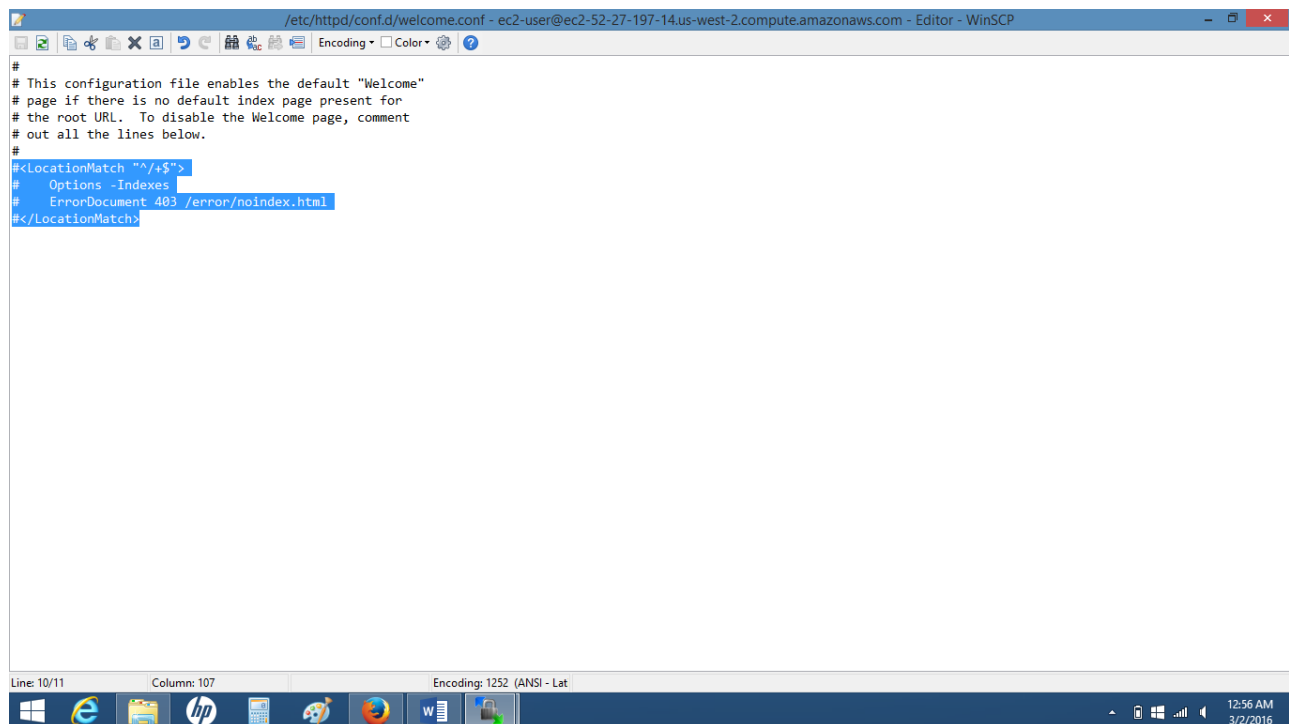 /etc/httpd/conf.d/welcome.conf - ec2-user@ec2-52-27-197-14.us-west-2.compute.amazonaws.com - Editor - WinSCP
Encoding Color
#
# This configuration file enables the default "Welcome"
# page if there is no default index page present for
# the root URL.  To disable the Welcome page, comment
# out all the lines below.
#
#<LocationMatch "^/+$">
#    Options -Indexes
#    ErrorDocument 403 /error/noindex.html
#</LocationMatch>
Line: 10/11 Column: 107 Encoding: 1252 (ANSI - Lat
12:56 AM
3/2/2016